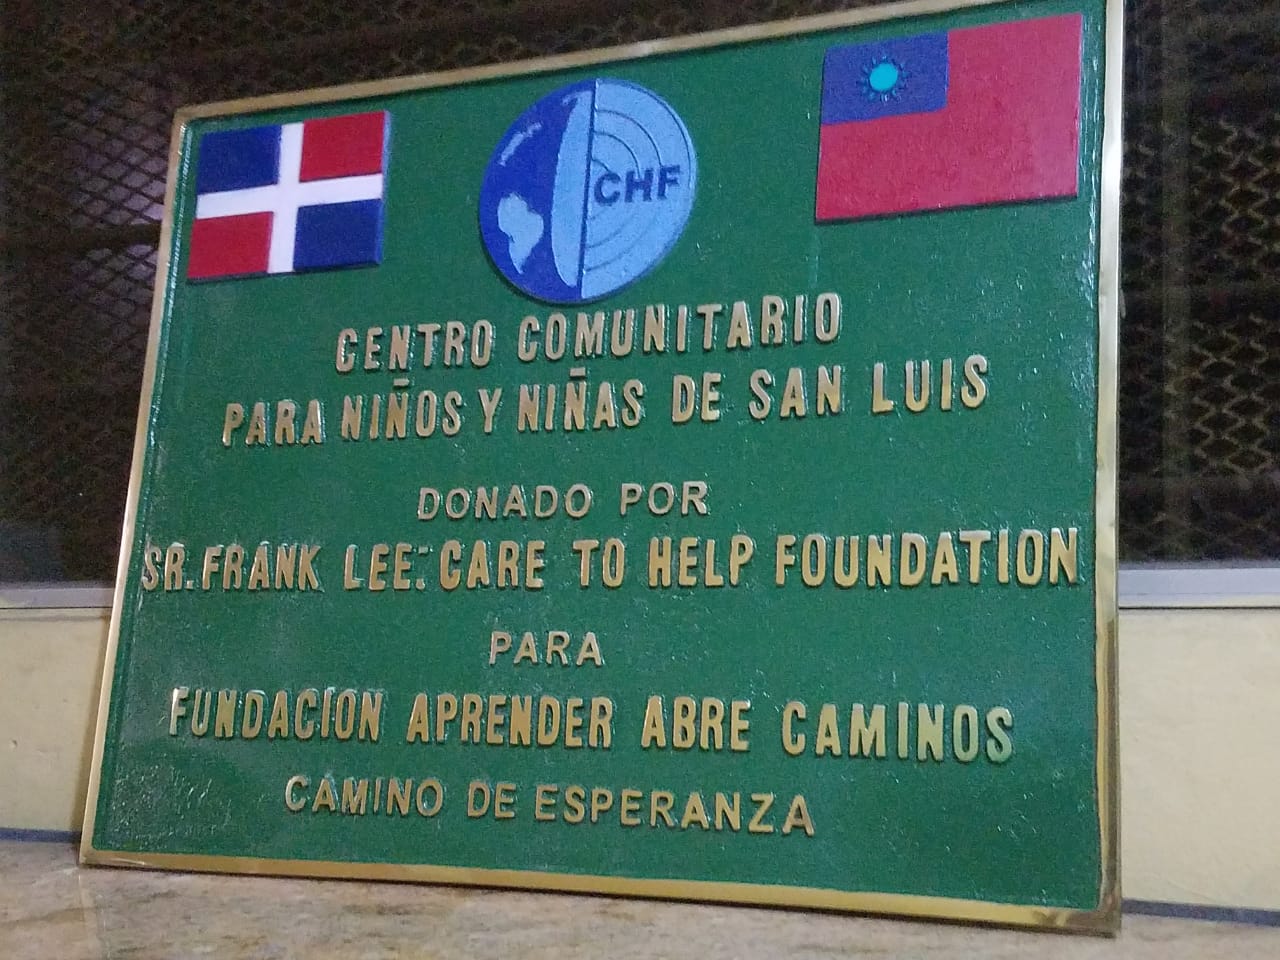 CHF
CENTRO COMUNITARIO
PARA NIÑOS Y NIÑAS DE SAN LUIS
DONADO POR
SR. FRANK LEE: CARE TO HELP FOUNDATION
PARA
FUNDACION APRENDER ABRE CAMINOS
CAMINO DE ESPERANZA